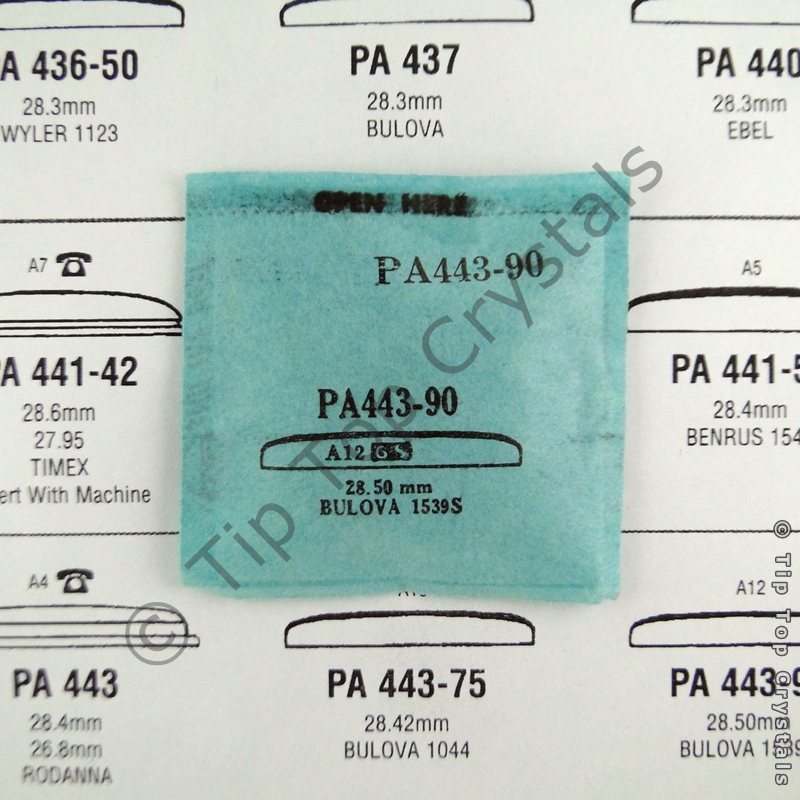 A 436-50
28.3mm
WYLER 1123
PA 437
28.3mm
BULOVA
PA 440
28.3mm
EBEL
OPEN HERE
PA443-90
PA443-90
A12 GS
28.50 mm
BULOVA 1539S
A7
A 441-42
28.6mm
27.95
TIMEX
ert With Machine
A5
PA 441-5
28.4mm
BENRUS 154
A4
PA 443
28.4mm
26.8mm
RODANNA
PA 443-75
28.42mm
BULOVA 1044
A12
PA 443-9
28.50mm
BULOVA 1539
© Tip Top Crystals
© Tip Top Crystals